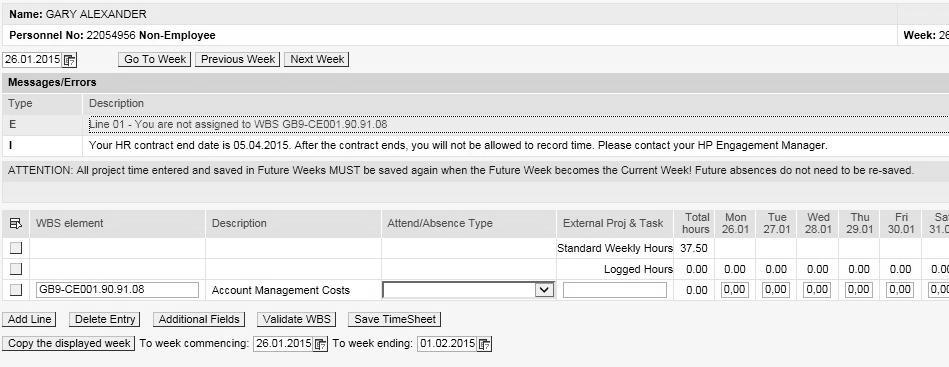 Name: GARY ALEXANDER
Personnel No: 22054956 Non-Employee Week: 26
26.01.2015 Go To Week Previous Week Next Week
Messages/Errors
Type Description
E Line 01 - You are not assigned to WBS GB9-CE001.90.91.08
I Your HR contract end date is 05.04.2015. After the contract ends, you will not be allowed to record time. Please contact your HP Engagement Manager.
ATTENTION: All project time entered and saved in Future Weeks MUST be saved again when the Future Week becomes the Current Week! Future absences do not need to be re-saved.
WBS element Description Attend/Absence Type External Proj & Task Total hours Mon 26.01 Tue 27.01 Wed 28.01 Thu 29.01 Fri 30.01 Sa 31.0
Standard Weekly Hours 37.50
Logged Hours 0.00 0.00 0.00 0.00 0.00 0.00 0.0
GB9-CE001.90.91.08 Account Management Costs 0.00 0,00 0,00 0,00 0,00 0,00 0,0
Add Line Delete Entry Additional Fields Validate WBS Save TimeSheet
Copy the displayed week To week commencing: 26.01.2015 To week ending: 01.02.2015